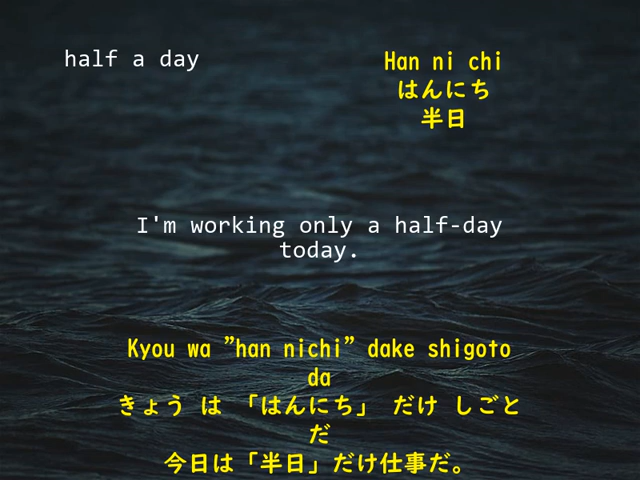 half a day
Han ni chi
はんにち
半日
I'm working only a half-day
today.
Kyou wa ”han nichi” dake shigoto
da
きょう は 「はんにち」 だけ しごと
だ
今日は「半日」だけ仕事だ。